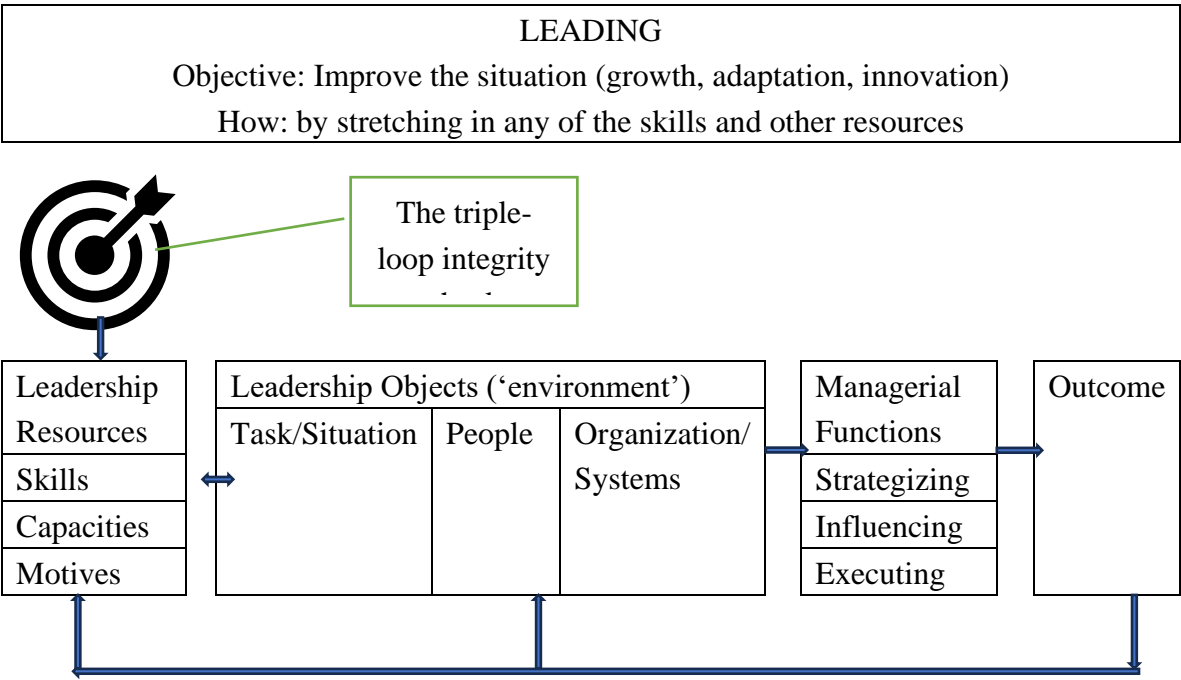 LEADING
Objective: Improve the situation (growth, adaptation, innovation)
How: by stretching in any of the skills and other resources
The triple-
loop integrity
Leadership
Resources
Skills
Capacities
Motives
Leadership Objects (‘environment’)
Task/Situation
People
Organization/
Systems
Managerial
Functions
Strategizing
Influencing
Executing
Outcome